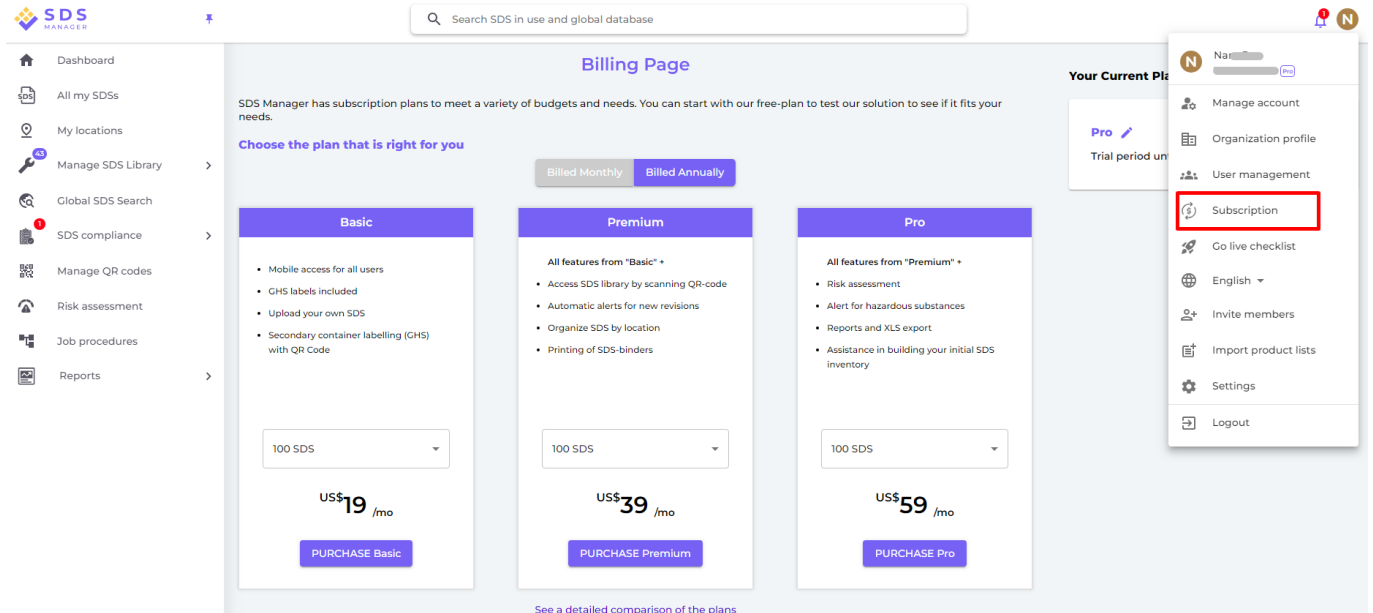 SDS
MANAGER
Search SDS in use and global database
1
N
Dashboard
All my SDSs
My locations
43
Manage SDS Library
Global SDS Search
1
SDS compliance
Manage QR codes
Risk assessment
Job procedures
Reports
Billing Page
SDS Manager has subscription plans to meet a variety of budgets and needs. You can start with our free-plan to test our solution to see if it fits your
needs.
Choose the plan that is right for you
Billed Monthly
Billed Annually
Basic
• Mobile access for all users
• GHS labels included
• Upload your own SDS
• Secondary container labelling (GHS)
with QR Code
100 SDS
US$19 /mo
PURCHASE Basic
Premium
All features from "Basic" +
• Access SDS library by scanning QR-code
• Automatic alerts for new revisions
• Organize SDS by location
• Printing of SDS-binders
100 SDS
US$39 /mo
PURCHASE Premium
Pro
All features from "Premium" +
• Risk assessment
• Alert for hazardous substances
• Reports and XLS export
• Assistance in building your initial SDS
inventory
100 SDS
US$59 /mo
PURCHASE Pro
See a detailed comparison of the plans
Your Current Pla
Pro
Trial period unt
N
Pro
Manage account
Organization profile
User management
Subscription
Go live checklist
English
Invite members
Import product lists
Settings
Logout